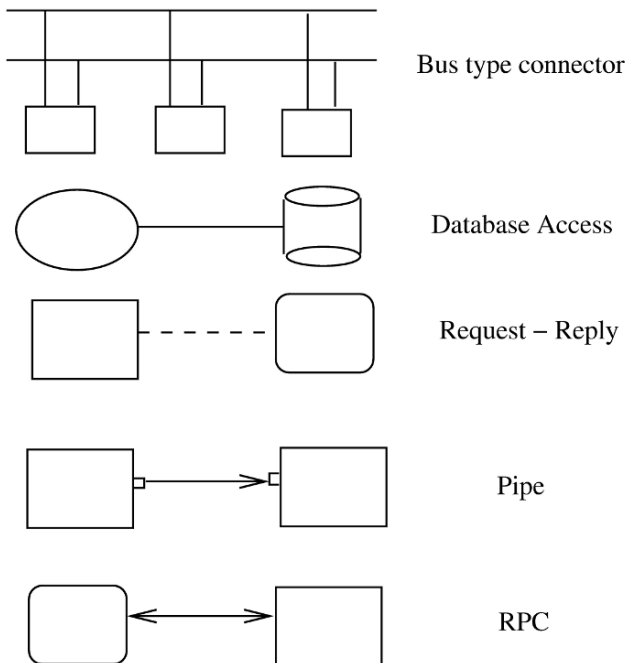 Bus type connector
Database Access
Request – Reply
Pipe
RPC